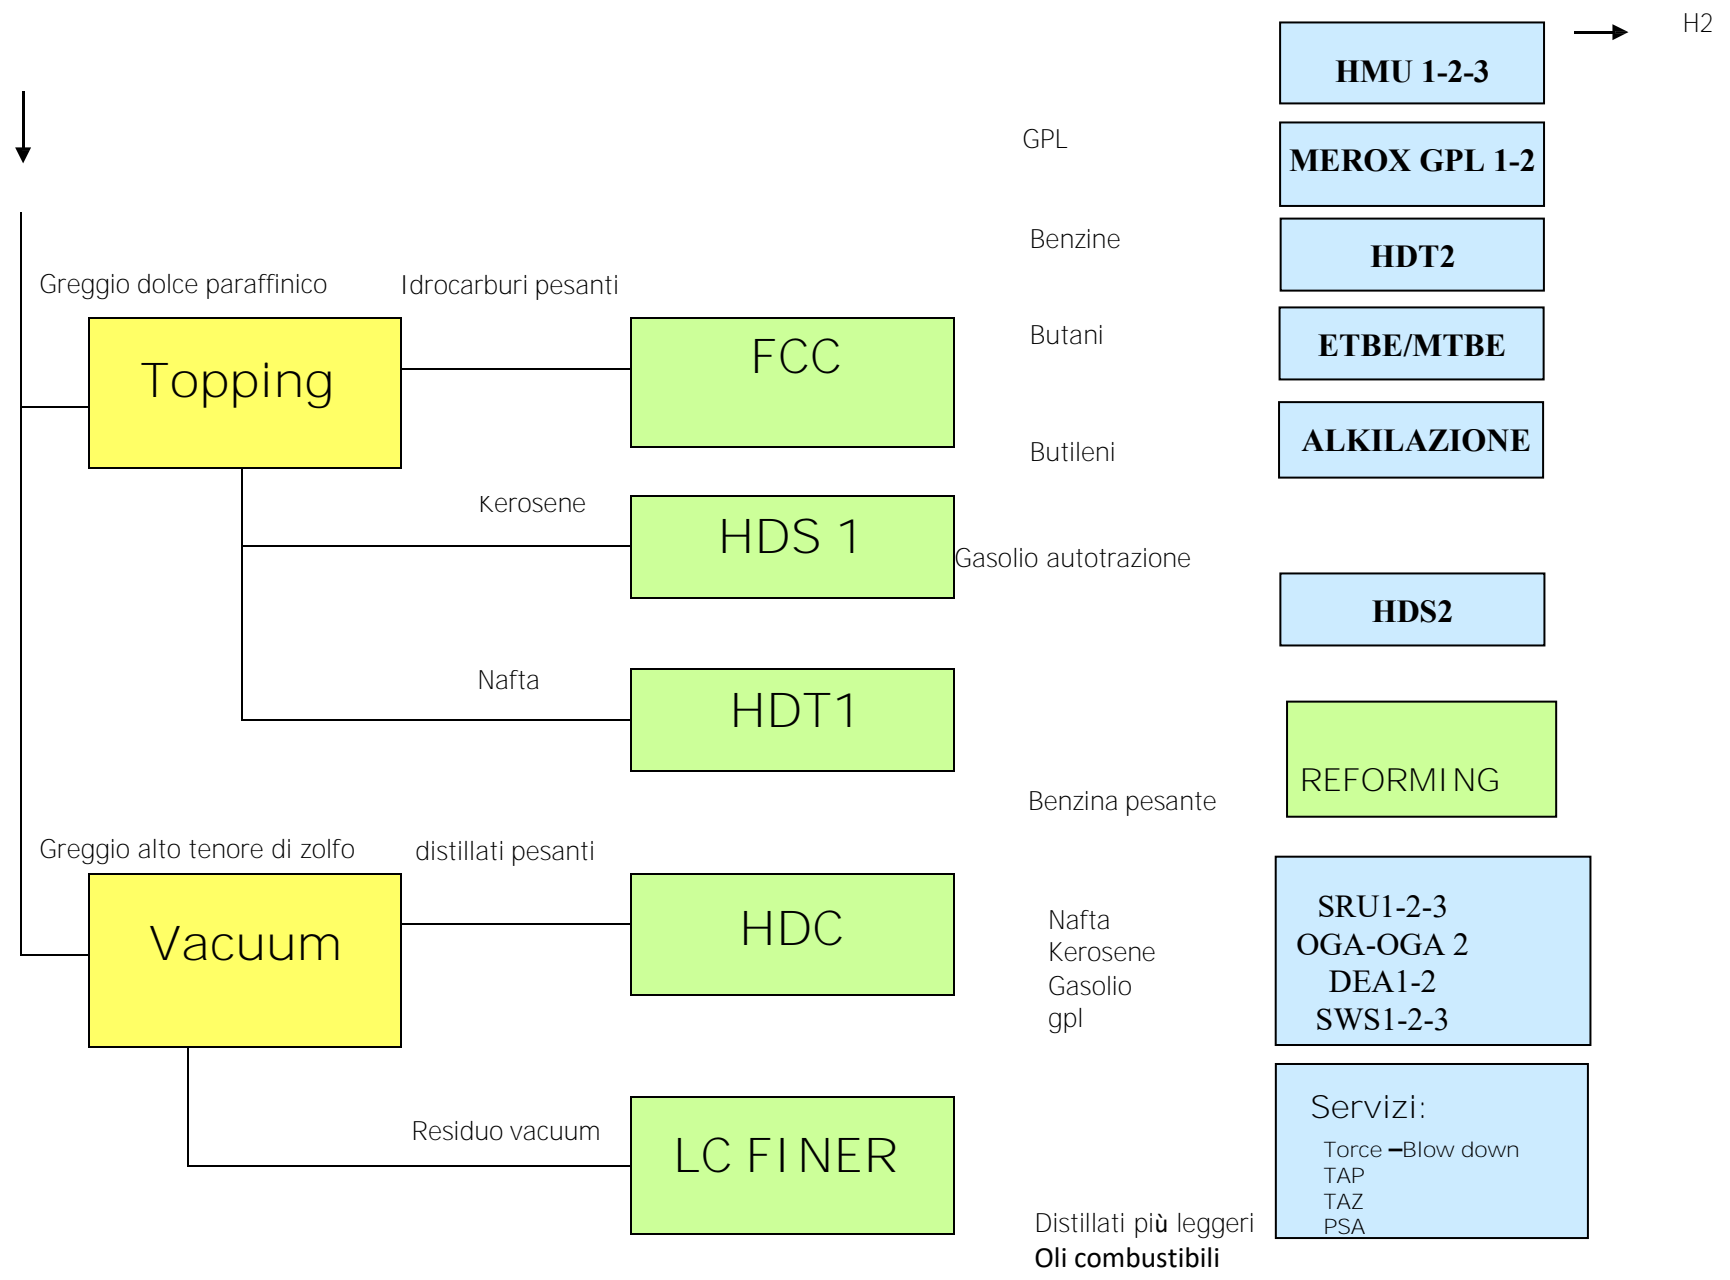 H2
HMU 1-2-3
GPL
MEROX GPL 1-2
Benzine
HDT2
Greggio dolce paraffinico
Idrocarburi pesanti
Topping
FCC
Butani
ETBE/MTBE
Butileni
ALKILAZIONE
Kerosene
HDS 1
Gasolio autotrazione
HDS2
Nafta
HDT1
REFORMING
Benzina pesante
Greggio alto tenore di zolfo
distillati pesanti
Vacuum
HDC
Nafta
Kerosene
Gasolio
gpl
SRU1-2-3
OGA-OGA 2
DEA1-2
SWS1-2-3
Residuo vacuum
LC FINER
Servizi:
Torce –Blow down
TAP
TAZ
PSA
Distillati più leggeri
Oli combustibili